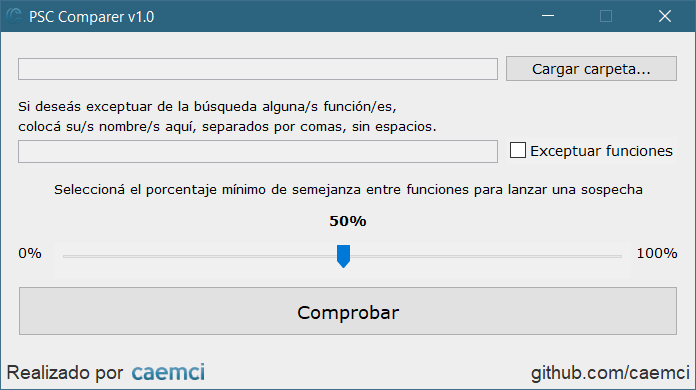 PSC Comparer v1.0
Cargar carpeta...
Si deseás exceptuar de la búsqueda alguna/s función/es,
colocá su/s nombre/s aquí, separados por comas, sin espacios.
Exceptuar funciones
Seleccioná el porcentaje mínimo de semejanza entre funciones para lanzar una sospecha
50%
0% 100%
Comprobar
Realizado por caemci github.com/caemci